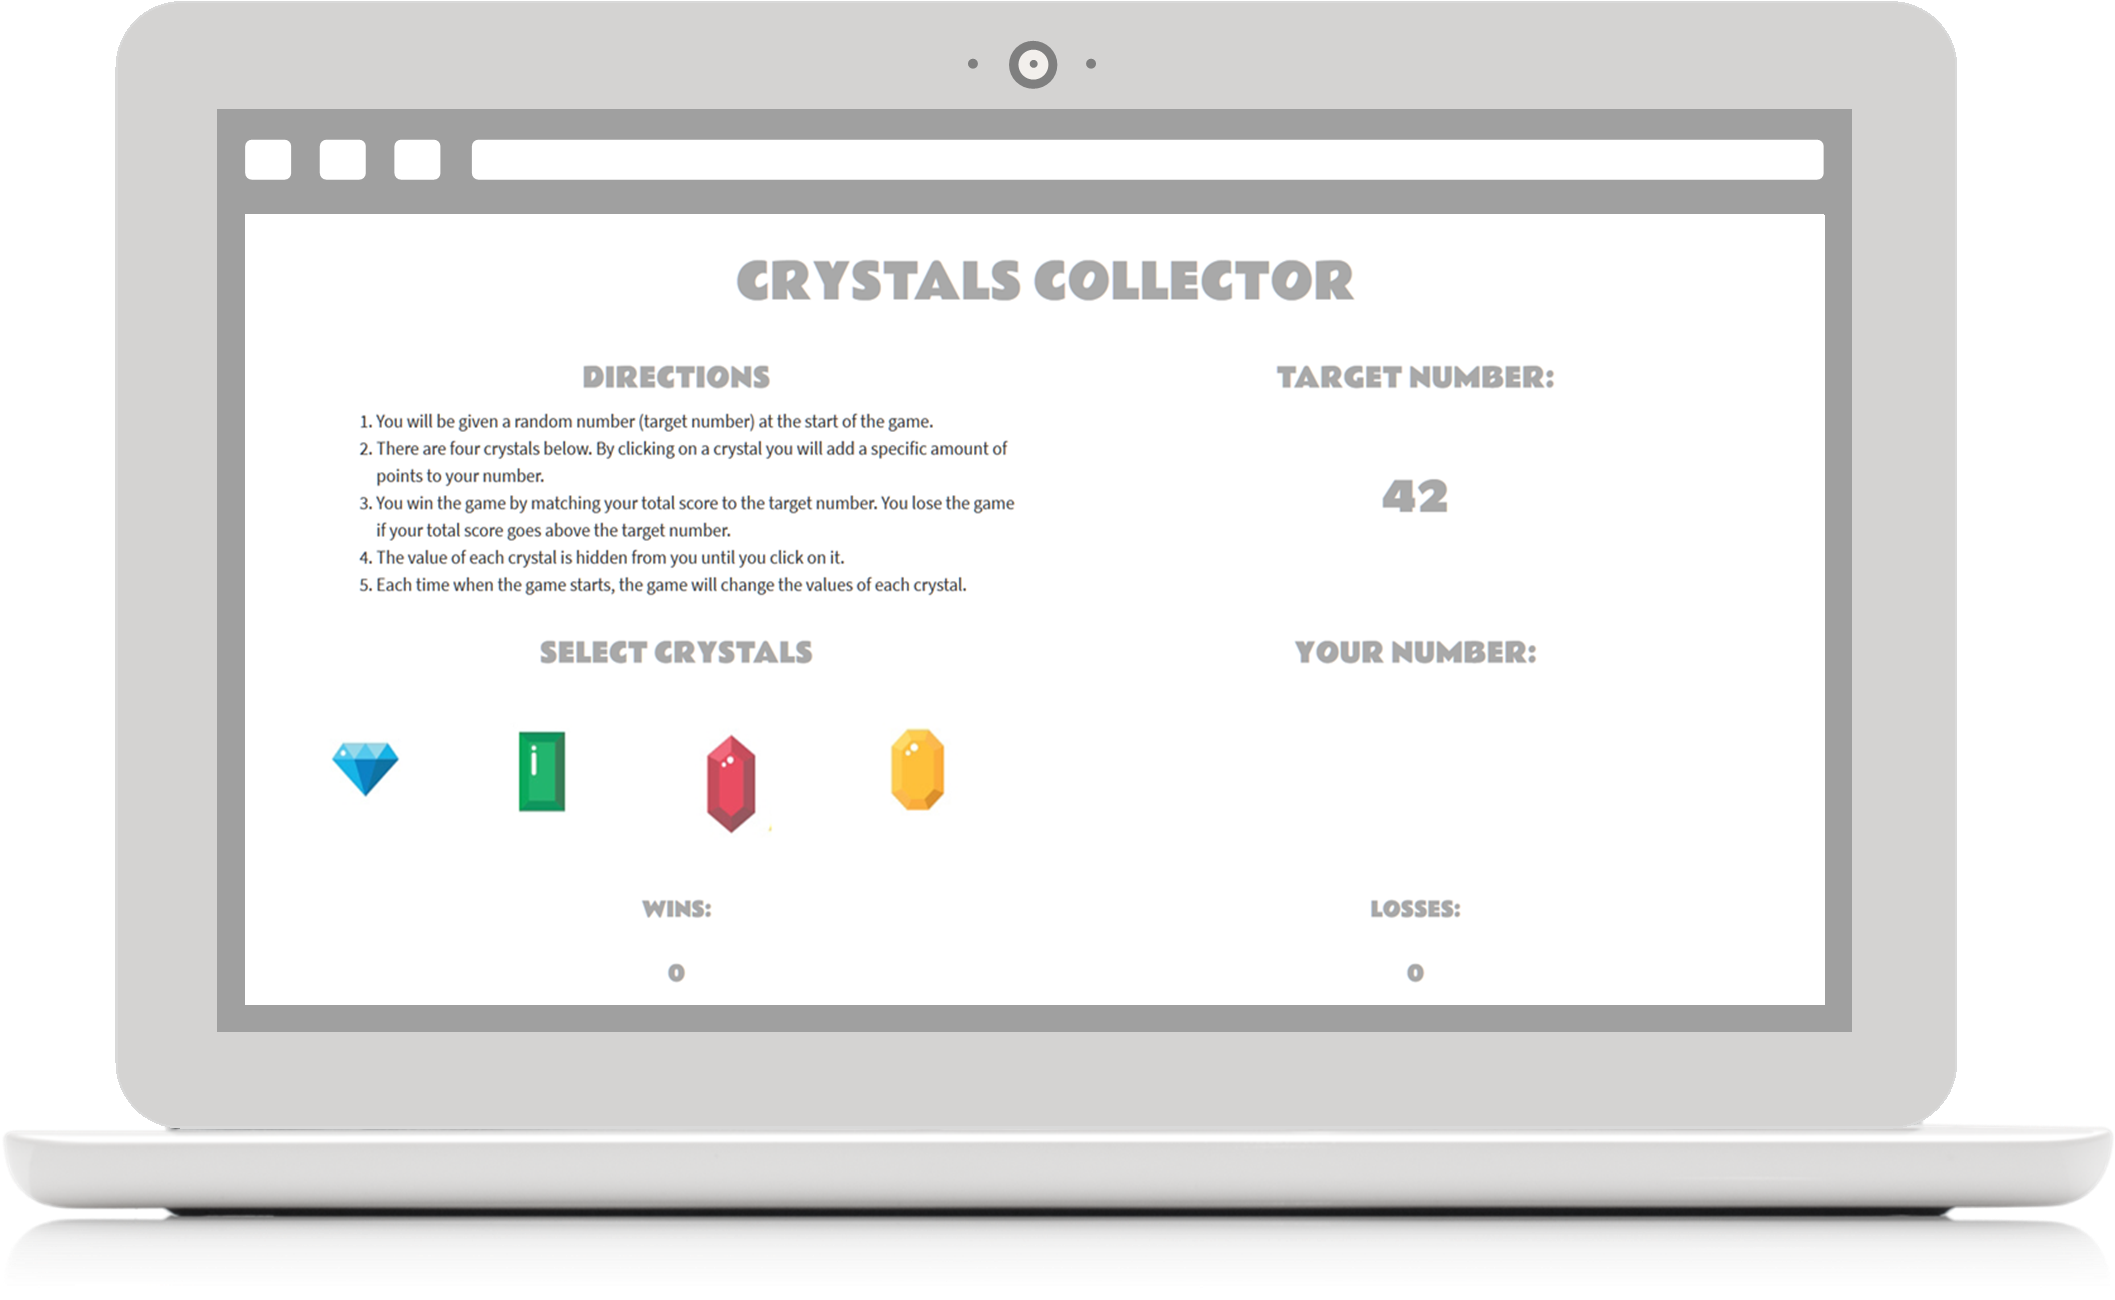 CRYSTALS COLLECTOR
DIRECTIONS
1. You will be given a random number (target number) at the start of the game.
2. There are four crystals below. By clicking on a crystal you will add a specific amount of
points to your number.
3. You win the game by matching your total score to the target number. You lose the game
if your total score goes above the target number.
4. The value of each crystal is hidden from you until you click on it.
5. Each time when the game starts, the game will change the values of each crystal.
TARGET NUMBER:
42
SELECT CRYSTALS
YOUR NUMBER:
WINS:
0
LOSSES:
0